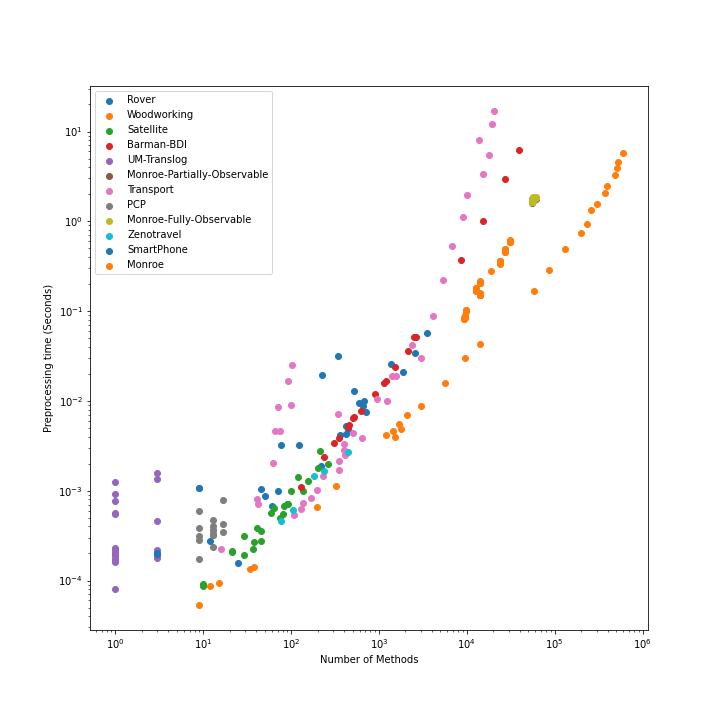 Rover
Woodworking
Satellite
Barman-BDI
UM-Translog
Monroe-Partially-Observable
Transport
PCP
Monroe-Fully-Observable
Zenotravel
SmartPhone
Monroe
10¹
10⁰
10⁻¹
10⁻²
10⁻³
10⁻⁴
Preprocessing time (Seconds)
10⁰ 10¹ 10² 10³ 10⁴ 10⁵ 10⁶
Number of Methods